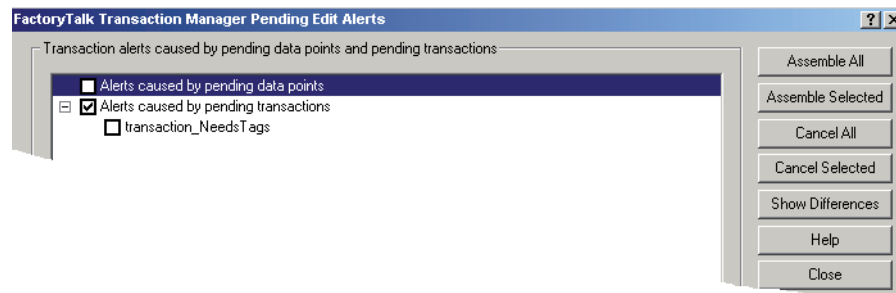 FactoryTalk Transaction Manager Pending Edit Alerts
Transaction alerts caused by pending data points and pending transactions
Alerts caused by pending data points
Alerts caused by pending transactions
transaction_NeedsTags
Assemble All
Assemble Selected
Cancel All
Cancel Selected
Show Differences
Help
Close